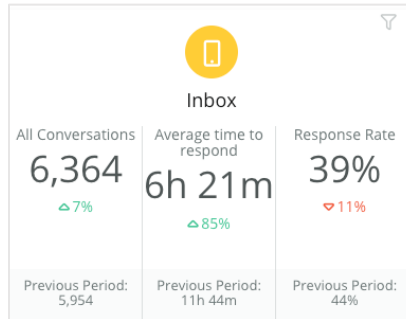 Inbox
All Conversations
6,364
7%
Previous Period:
5,954
Average time to
respond
6h 21m
85%
Previous Period:
11h 44m
Response Rate
39%
11%
Previous Period:
44%